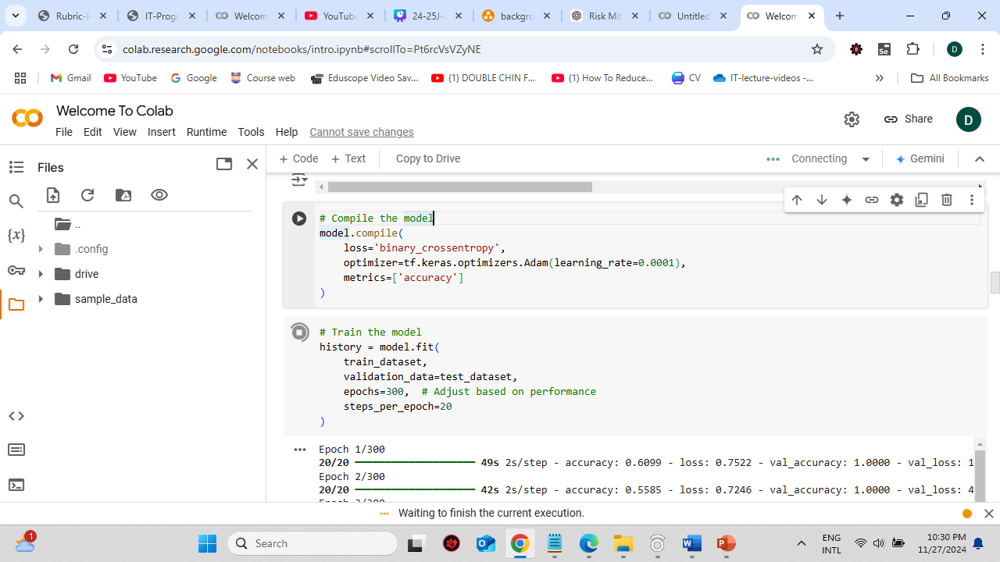 Rubric-P
IT-Progr
Welcom
YouTube
24-25J-
backgro
Risk Mit
Untitled
Welcom
colab.research.google.com/notebooks/intro.ipynb#scrollTo=Pt6rcVsVZyNE
Se
D
Gmail
YouTube
Google
Course web
Eduscope Video Sav...
(1) DOUBLE CHIN F...
(1) How To Reduce...
CV
IT-lecture-videos -...
All Bookmarks
Welcome To Colab
File Edit View Insert Runtime Tools Help Cannot save changes
Share
D
Files
+ Code + Text
Copy to Drive
Connecting
Gemini
..
.config
drive
sample_data
{x}
# Compile the model
model.compile(
loss='binary_crossentropy',
optimizer=tf.keras.optimizers.Adam(learning_rate=0.0001),
metrics=['accuracy']
)
# Train the model
history = model.fit(
train_dataset,
validation_data=test_dataset,
epochs=300,  # Adjust based on performance
steps_per_epoch=20
)
Epoch 1/300
20/20 ━━━━━━━━━━━━━━━━━━━━ 49s 2s/step - accuracy: 0.6099 - loss: 0.7522 - val_accuracy: 1.0000 - val_loss: 1
Epoch 2/300
20/20 ━━━━━━━━━━━━━━━━━━━━ 42s 2s/step - accuracy: 0.5585 - loss: 0.7246 - val_accuracy: 1.0000 - val_loss: 4
Waiting to finish the current execution.
1
Search
ENG
INTL
10:30 PM
11/27/2024